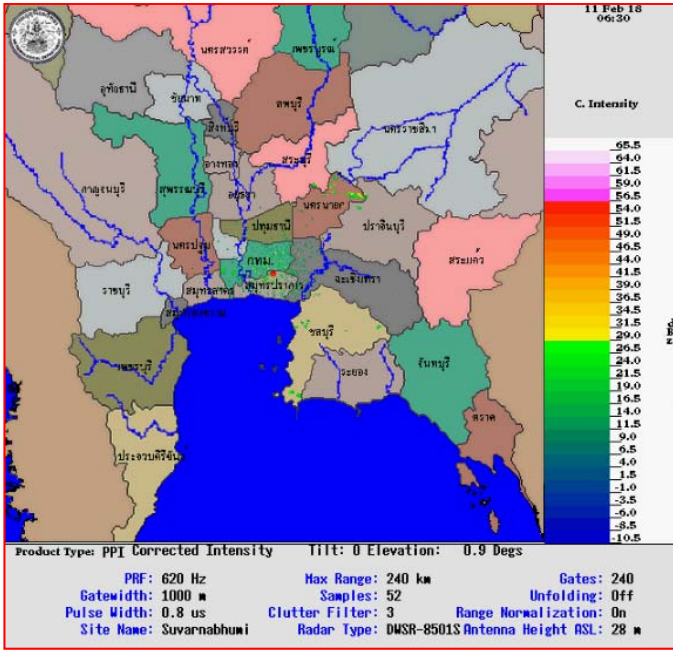 11 Feb 18
06:30
C. Intensity
นครสวรรค์
เพชรบูรณ์
อุทัยธานี
ชัยนาท
ลพบุรี
นครราชสีมา
สิงหบุรี
อ่างทอง
สระบุรี
กาญจนบุรี
สุพรรณบุรี
อยุธยา
นครนายก
ปทุมธานี
ปราจีนบุรี
นครปฐม
กทม.
สระแก้ว
ราชบุรี
สมุทรสาคร
สมุทรปราการ
ฉะเชิงเทรา
ชลบุรี
เพชรบุรี
ระยอง
จันทบุรี
ตราด
ประจวบคีรีขันธ์
65.5
64.0
61.5
59.0
56.5
54.0
51.5
49.0
46.5
44.0
41.5
39.0
36.5
34.0
31.5
29.0
26.5
24.0
21.5
19.0
16.5
14.0
11.5
9.0
6.5
4.0
1.5
-1.0
-3.5
-6.0
-8.5
-10.5
Product Type: PPI Corrected Intensity Tilt: 0 Elevation: 0.9 Degs
PRF: 620 Hz Max Range: 240 km Gates: 240
Gatewidth: 1000 m Samples: 52 Unfolding: Off
Pulse Width: 0.8 us Clutter Filter: 3 Range Normalization: On
Site Name: Suvarnabhumi Radar Type: DWSR-8501S Antenna Height ASL: 28 m